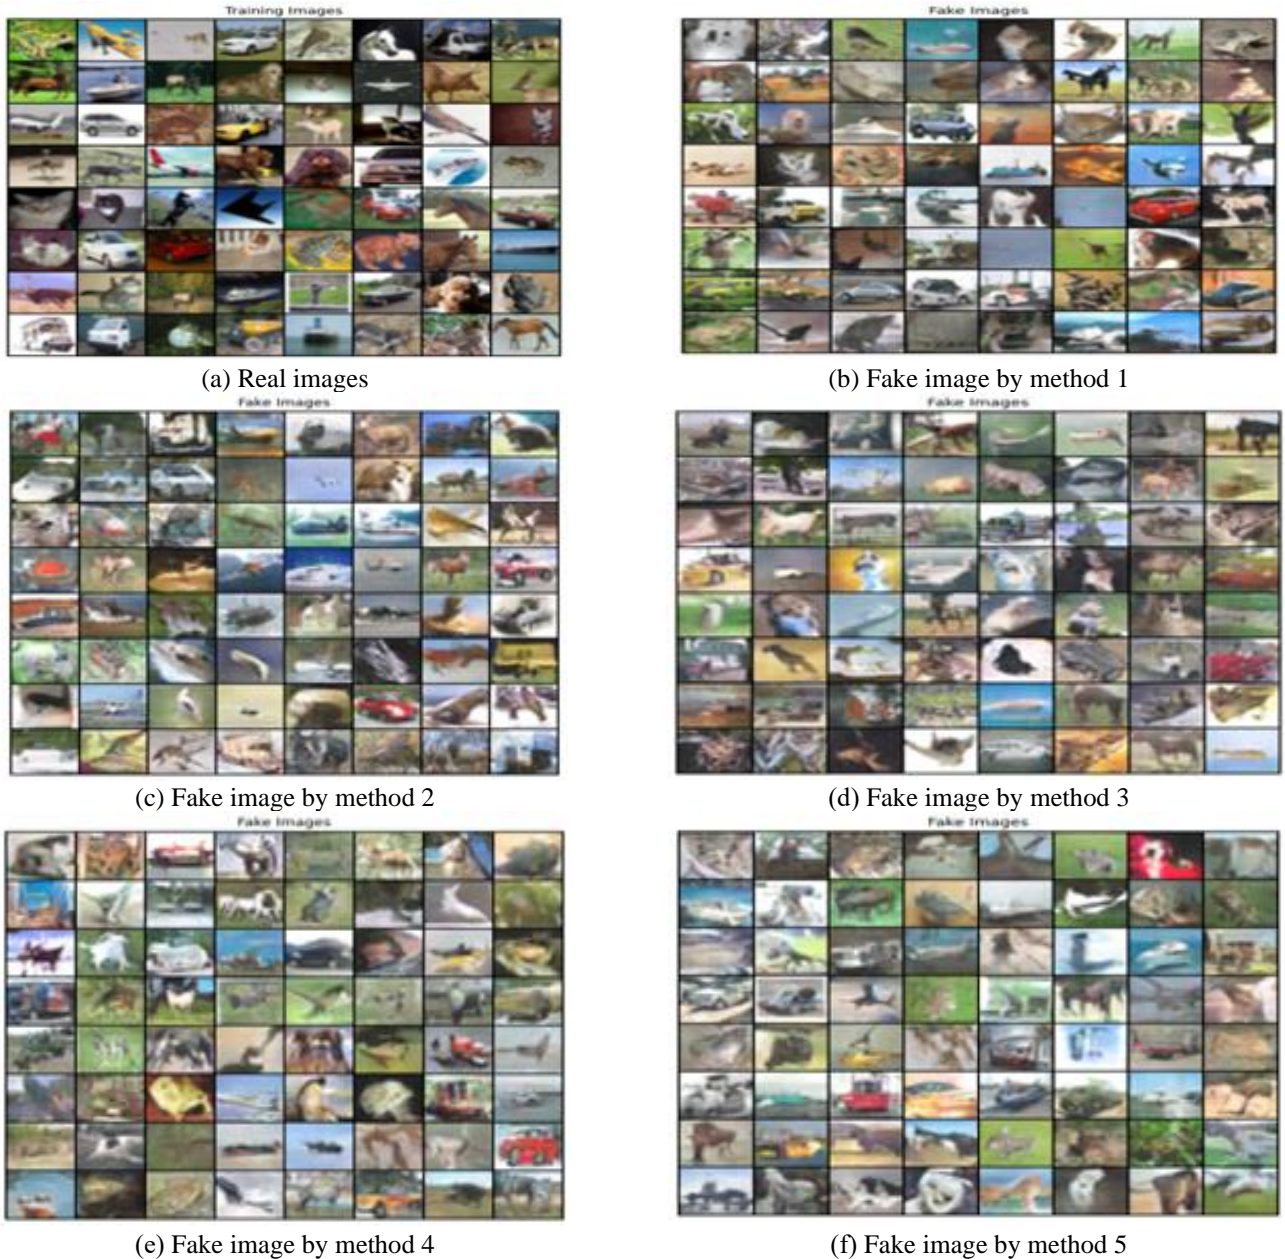 Training Images
Fake Images
(a) Real images
(b) Fake image by method 1
Fake Images
Fake Images
(c) Fake image by method 2
(d) Fake image by method 3
Fake Images
Fake Images
(e) Fake image by method 4
(f) Fake image by method 5